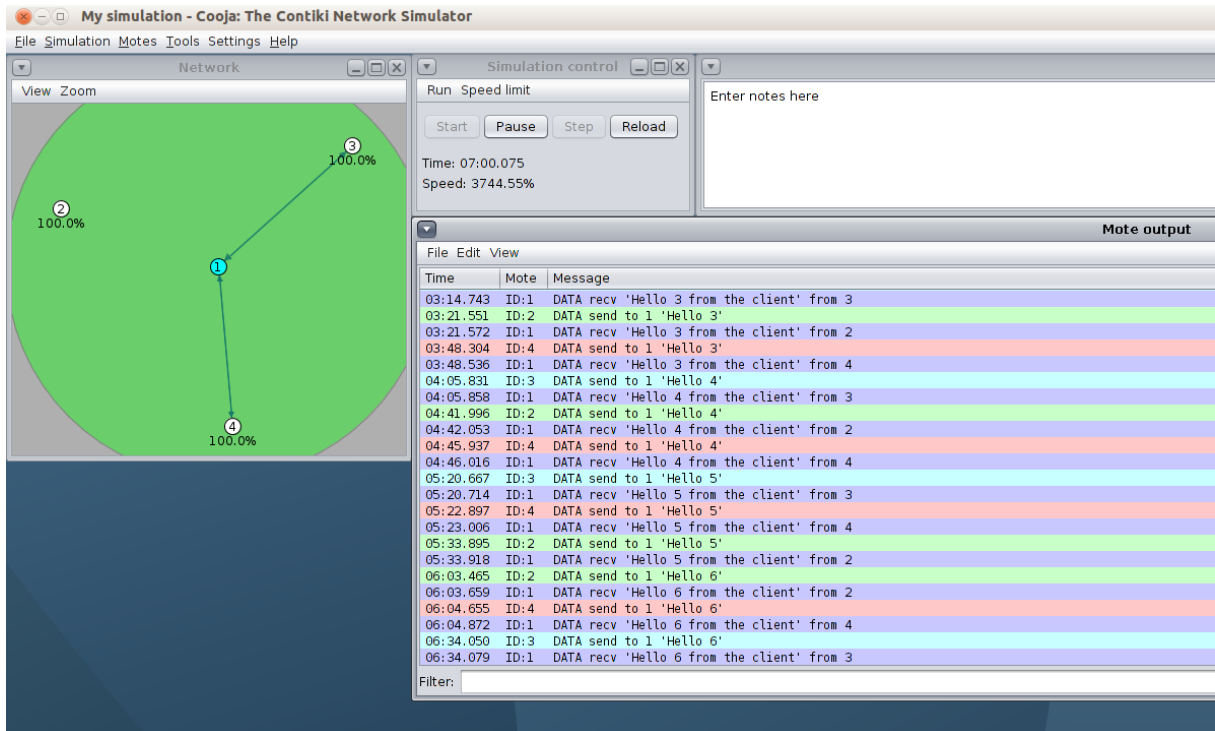 My simulation - Cooja: The Contiki Network Simulator
File Simulation Motes Tools Settings Help
Network
View Zoom
3
100.0%
2
100.0%
1
4
100.0%
Simulation control
Run Speed limit
Start Pause Step Reload
Time: 07:00.075
Speed: 3744.55%
Enter notes here
Mote output
File Edit View
Time Mote Message
03:14.743 ID:1 DATA recv 'Hello 3 from the client' from 3
03:21.551 ID:2 DATA send to 1 'Hello 3'
03:21.572 ID:1 DATA recv 'Hello 3 from the client' from 2
03:48.304 ID:4 DATA send to 1 'Hello 3'
03:48.536 ID:1 DATA recv 'Hello 3 from the client' from 4
04:05.831 ID:3 DATA send to 1 'Hello 4'
04:05.858 ID:1 DATA recv 'Hello 4 from the client' from 3
04:41.996 ID:2 DATA send to 1 'Hello 4'
04:42.053 ID:1 DATA recv 'Hello 4 from the client' from 2
04:45.937 ID:4 DATA send to 1 'Hello 4'
04:46.016 ID:1 DATA recv 'Hello 4 from the client' from 4
05:20.667 ID:3 DATA send to 1 'Hello 5'
05:20.714 ID:1 DATA recv 'Hello 5 from the client' from 3
05:22.897 ID:4 DATA send to 1 'Hello 5'
05:23.006 ID:1 DATA recv 'Hello 5 from the client' from 4
05:33.895 ID:2 DATA send to 1 'Hello 5'
05:33.918 ID:1 DATA recv 'Hello 5 from the client' from 2
06:03.465 ID:2 DATA send to 1 'Hello 6'
06:03.659 ID:1 DATA recv 'Hello 6 from the client' from 2
06:04.655 ID:4 DATA send to 1 'Hello 6'
06:04.872 ID:1 DATA recv 'Hello 6 from the client' from 4
06:34.050 ID:3 DATA send to 1 'Hello 6'
06:34.079 ID:1 DATA recv 'Hello 6 from the client' from 3
Filter: